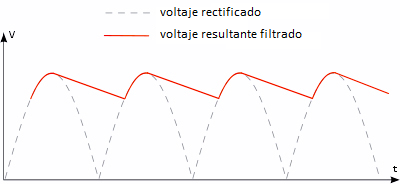 voltaje rectificado
voltaje resultante filtrado
V
t